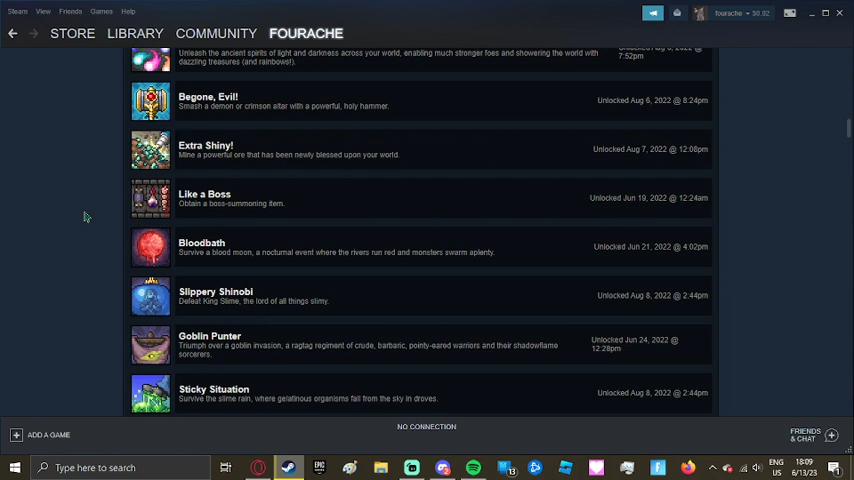 Steam View Friends Games Help
fourache $0.02
STORE LIBRARY COMMUNITY FOURACHE
Unleash the ancient spirits of light and darkness across your world, enabling much stronger foes and showering the world with
dazzling treasures (and rainbows!).
7:52pm
Begone, Evil!
Smash a demon or crimson altar with a powerful, holy hammer.
Unlocked Aug 6, 2022 @ 8:24pm
Extra Shiny!
Mine a powerful ore that has been newly blessed upon your world.
Unlocked Aug 7, 2022 @ 12:08pm
Like a Boss
Obtain a boss-summoning item.
Unlocked Jun 19, 2022 @ 12:24am
Bloodbath
Survive a blood moon, a nocturnal event where the rivers run red and monsters swarm aplenty.
Unlocked Jun 21, 2022 @ 4:02pm
Slippery Shinobi
Defeat King Slime, the lord of all things slimy.
Unlocked Aug 8, 2022 @ 2:44pm
Goblin Punter
Triumph over a goblin invasion, a ragtag regiment of crude, barbaric, pointy-eared warriors and their shadowflame
sorcerers.
Unlocked Jun 24, 2022 @
12:28pm
Sticky Situation
Survive the slime rain, where gelatinous organisms fall from the sky in droves.
Unlocked Aug 8, 2022 @ 2:44pm
NO CONNECTION
ADD A GAME
FRIENDS
& CHAT
Type here to search
EPIC
13
ENG
US
18:09
6/13/23
1